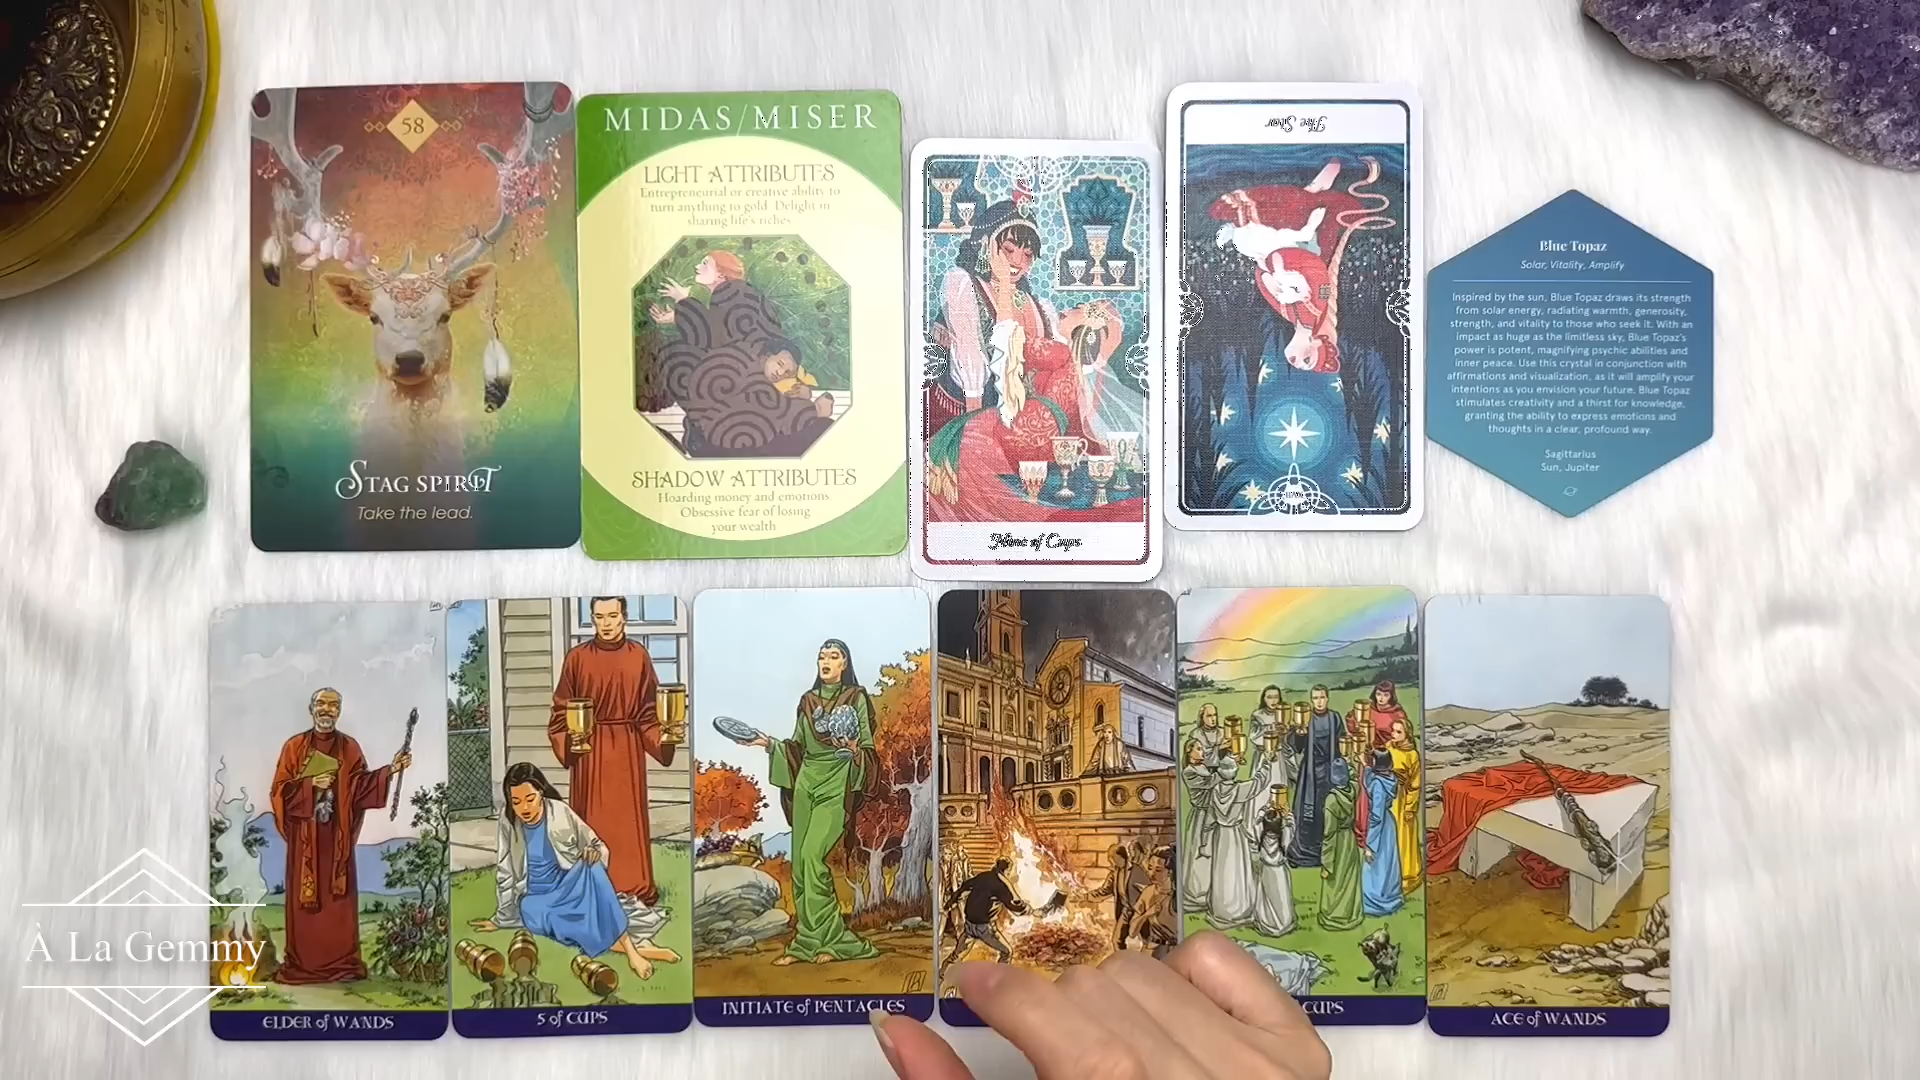 58
STAG SPIRIT
Take the lead.
MIDAS/MISER
LIGHT ATTRIBUTES
Entrepreneurial or creative ability to
turn anything to gold. Delight in
sharing life's riches
SHADOW ATTRIBUTES
Hoarding money and emotions
Obsessive fear of losing
your wealth
Nine of Cups
The Star
Blue Topaz
Solar, Vitality, Amplify
Inspired by the sun, Blue Topaz draws its strength
from solar energy, radiating warmth, generosity,
strength, and vitality to those who seek it. With an
impact as huge as the limitless sky, Blue Topaz's
power is potent, magnifying psychic abilities and
inner peace. Use this crystal in conjunction with
affirmations and visualization, as it will amplify your
intentions as you envision your future. Blue Topaz
stimulates creativity and a thirst for knowledge,
granting the ability to express emotions and
thoughts in a clear, profound way.
Sagittarius
Sun, Jupiter
ELDER of WANDS
5 of CUPS
INITIATE of PENTACLES
CUPS
ACE of WANDS
À La Gemmy